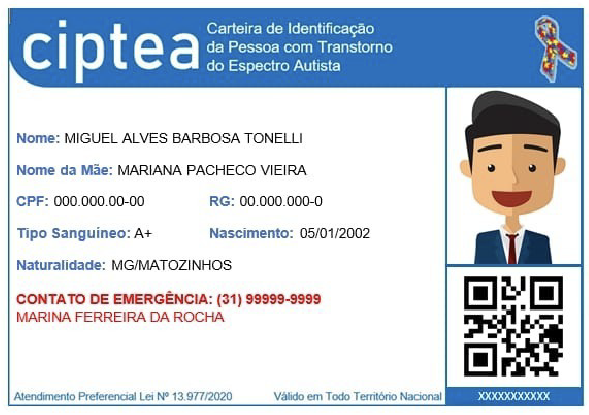 ciptea
Carteira de Identificação
da Pessoa com Transtorno
do Espectro Autista
Nome: MIGUEL ALVES BARBOSA TONELLI
Nome da Mãe: MARIANA PACHECO VIEIRA
CPF: 000.000.00-00 RG: 00.000.000-0
Tipo Sanguíneo: A+ Nascimento: 05/01/2002
Naturalidade: MG/MATOZINHOS
CONTATO DE EMERGÊNCIA: (31) 99999-9999
MARINA FERREIRA DA ROCHA
Atendimento Preferencial Lei Nº 13.977/2020 Válido em Todo Território Nacional XXXXXXXXXXX